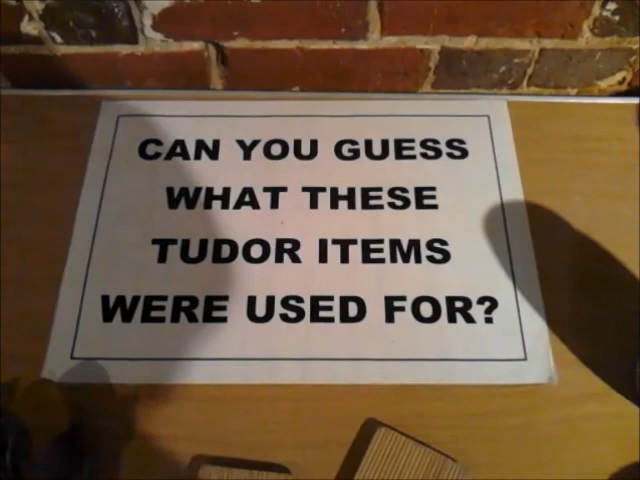 CAN YOU GUESS
WHAT THESE
TUDOR ITEMS
WERE USED FOR?